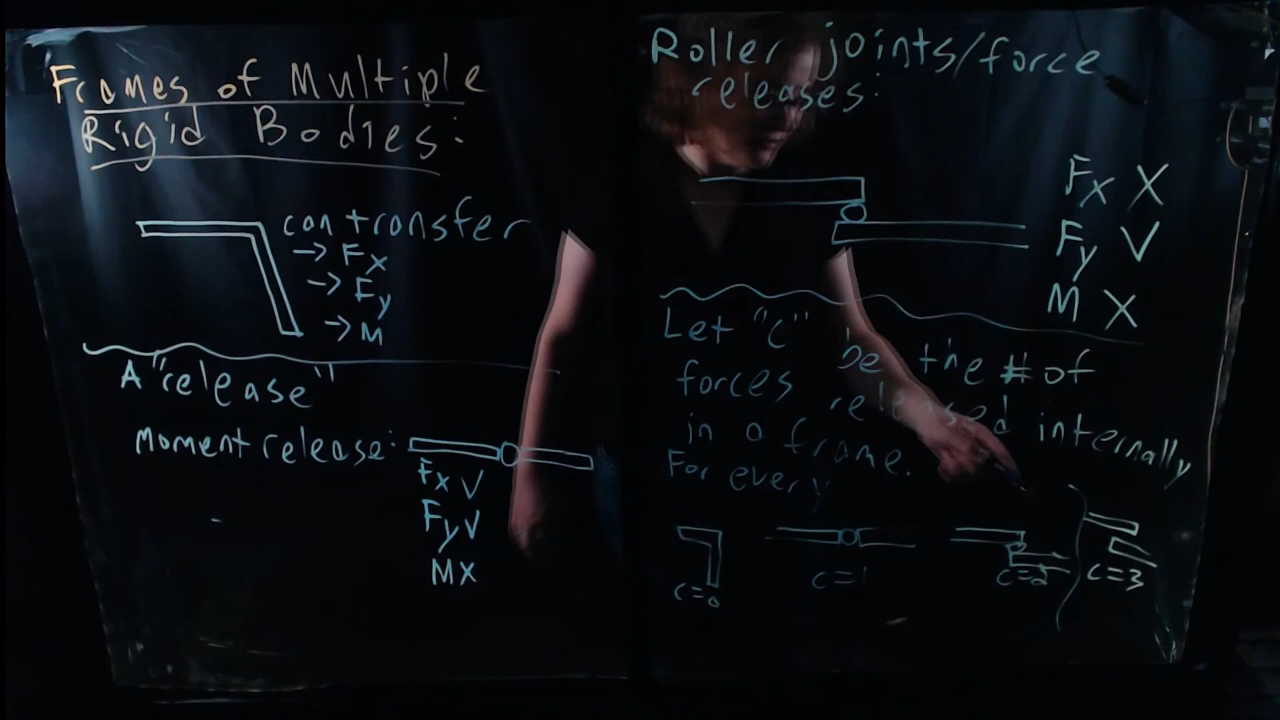 Frames of Multiple
Rigid Bodies:
can transfer
→ Fx
→ Fy
→ M
A "release"
Moment release:
Fx V
Fy V
M X
Roller joints/force
releases:
Fx X
Fy V
M X
Let "C" be the # of
forces released internally
in a frame.
For every
C=0
C=1
C=2
C=3